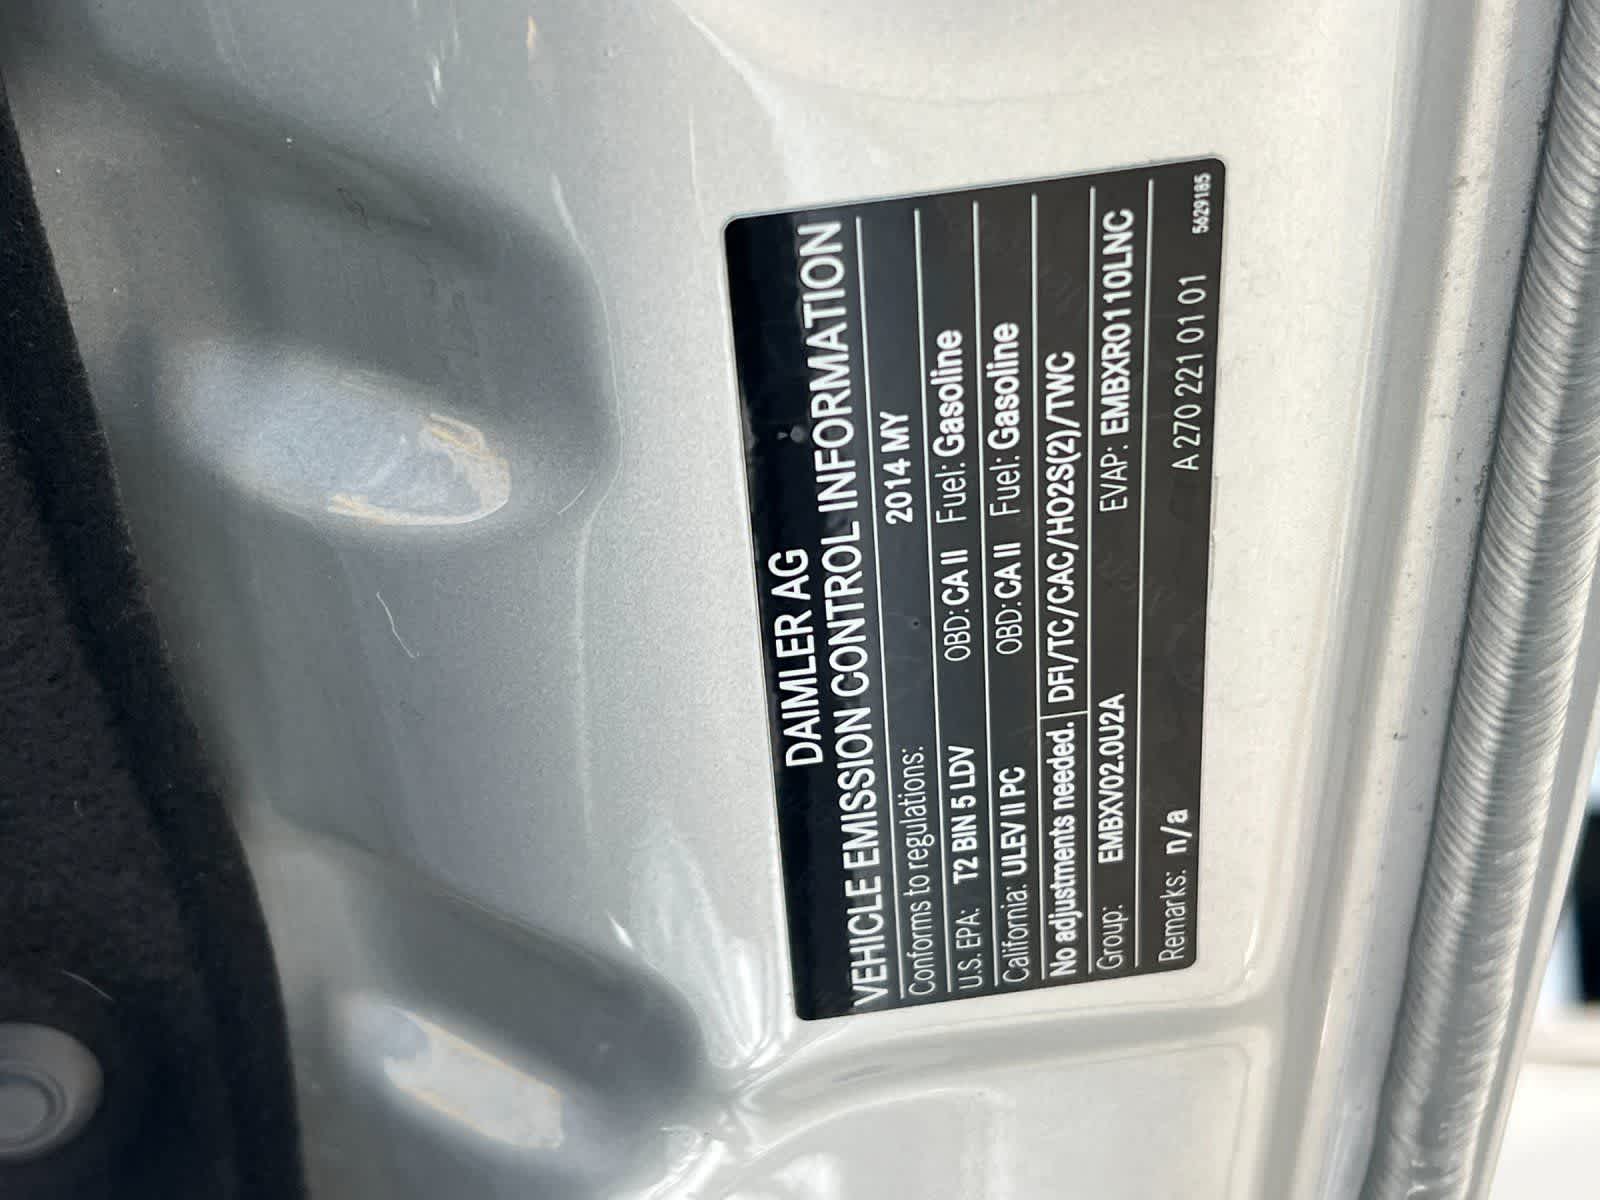 DAIMLER AG
VEHICLE EMISSION CONTROL INFORMATION
Conforms to regulations: 2014 MY
U.S. EPA: T2 BIN 5 LDV OBD: CA II Fuel: Gasoline
California: ULEV II PC OBD: CA II Fuel: Gasoline
No adjustments needed. DFI/TC/CAC/HO2S(2)/TWC
Group: EMBXV02.0U2A EVAP: EMBXR0110LNC
Remarks: n/a A 270 221 01 01 5629185